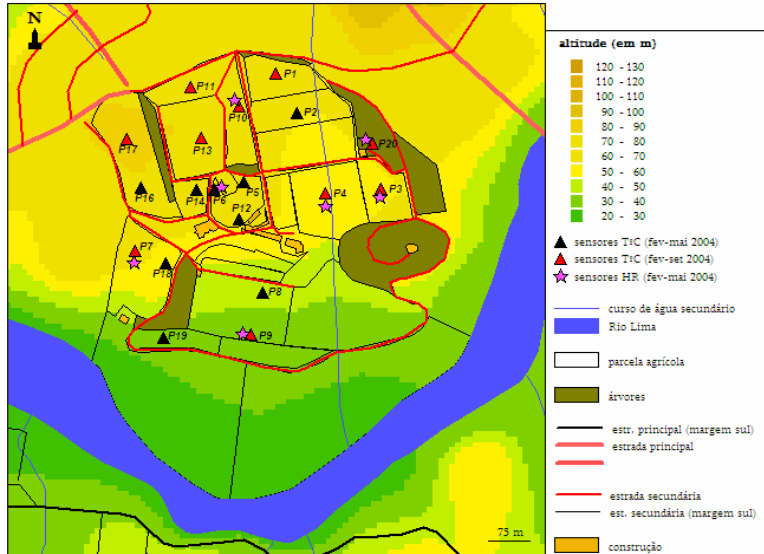 N
P1
P11
P10
P2
P17
P13
P20
P16
P14
P6
P5
P4
P3
P12
P7
P18
P8
P19
P9
75 m
altitude (em m)
120 - 130
110 - 120
100 - 110
90 - 100
80 - 90
70 - 80
60 - 70
50 - 60
40 - 50
30 - 40
20 - 30
sensores TºC (fev-mai 2004)
sensores TºC (fev-set 2004)
sensores HR (fev-mai 2004)
curso de água secundário
Rio Lima
parcela agrícola
árvores
estr. principal (margem sul)
estrada principal
estrada secundária
est. secundária (margem sul)
construção